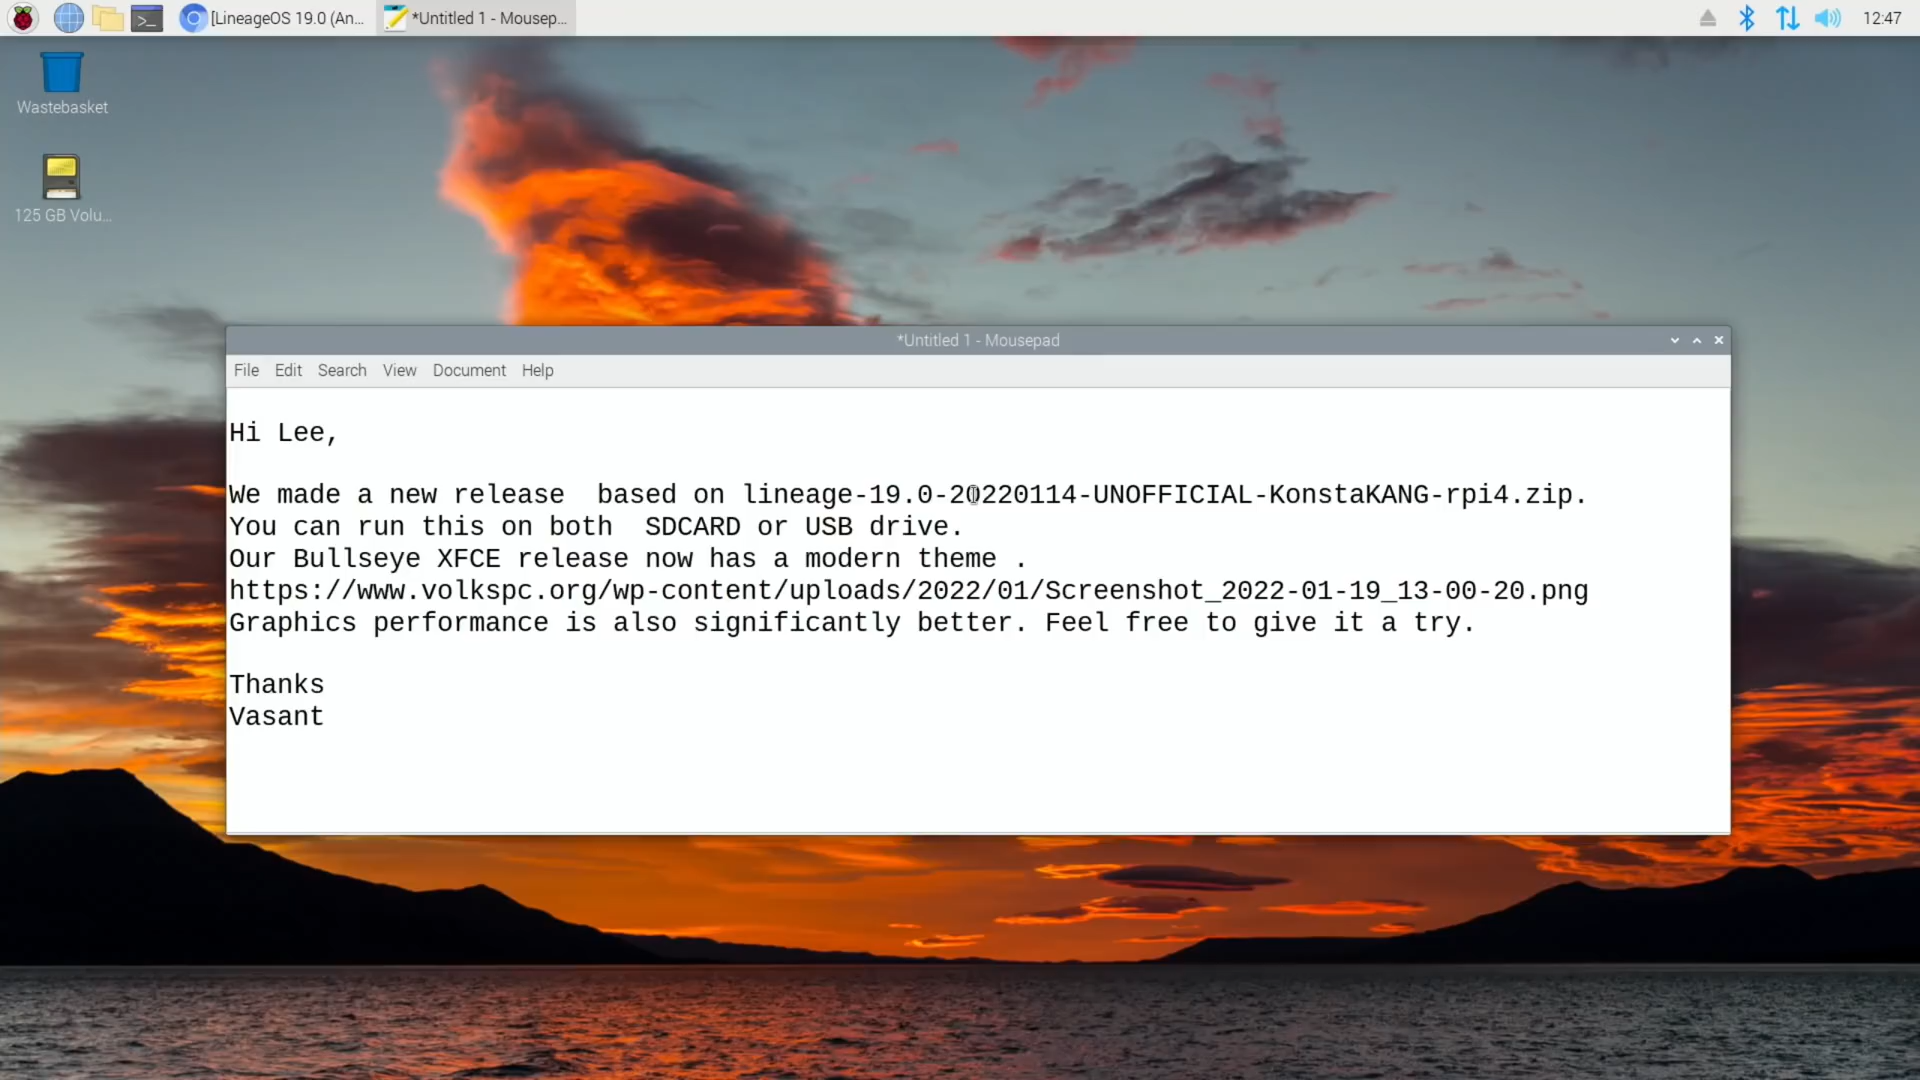 [LineageOS 19.0 (An...
*Untitled 1 - Mousep...
12:47
Wastebasket
125 GB Volu...
*Untitled 1 - Mousepad
File Edit Search View Document Help
Hi Lee,
We made a new release  based on lineage-19.0-20220114-UNOFFICIAL-KonstaKANG-rpi4.zip.
You can run this on both  SDCARD or USB drive.
Our Bullseye XFCE release now has a modern theme .
https://www.volkspc.org/wp-content/uploads/2022/01/Screenshot_2022-01-19_13-00-20.png
Graphics performance is also significantly better. Feel free to give it a try.
Thanks
Vasant